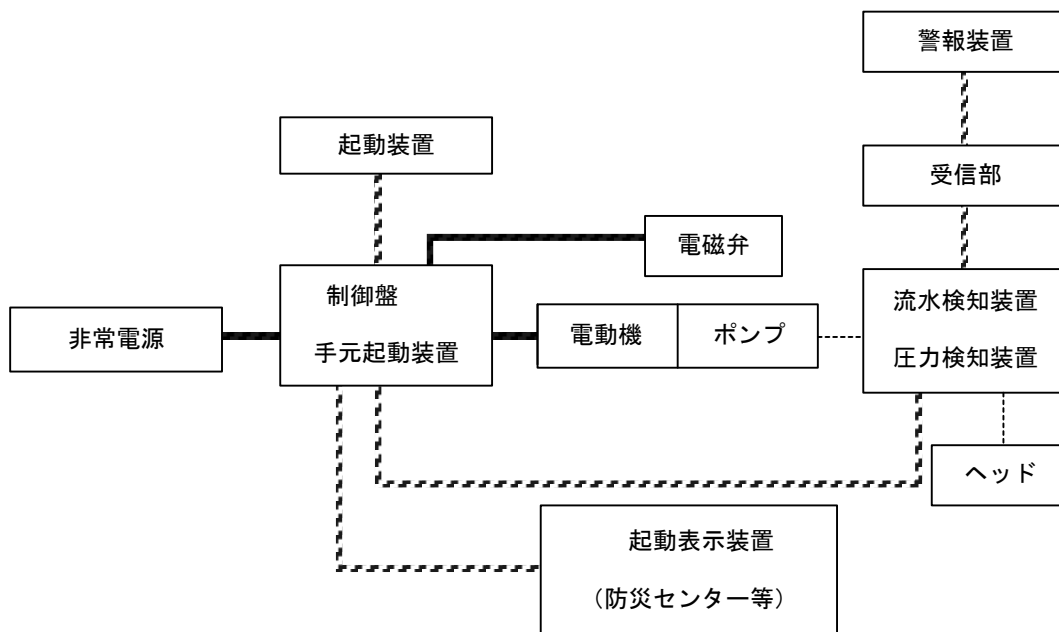 警報装置
起動装置
受信部
電磁弁
制御盤
手元起動装置
非常電源
電動機
ポンプ
流水検知装置
圧力検知装置
ヘッド
起動表示装置
（防災センター等）